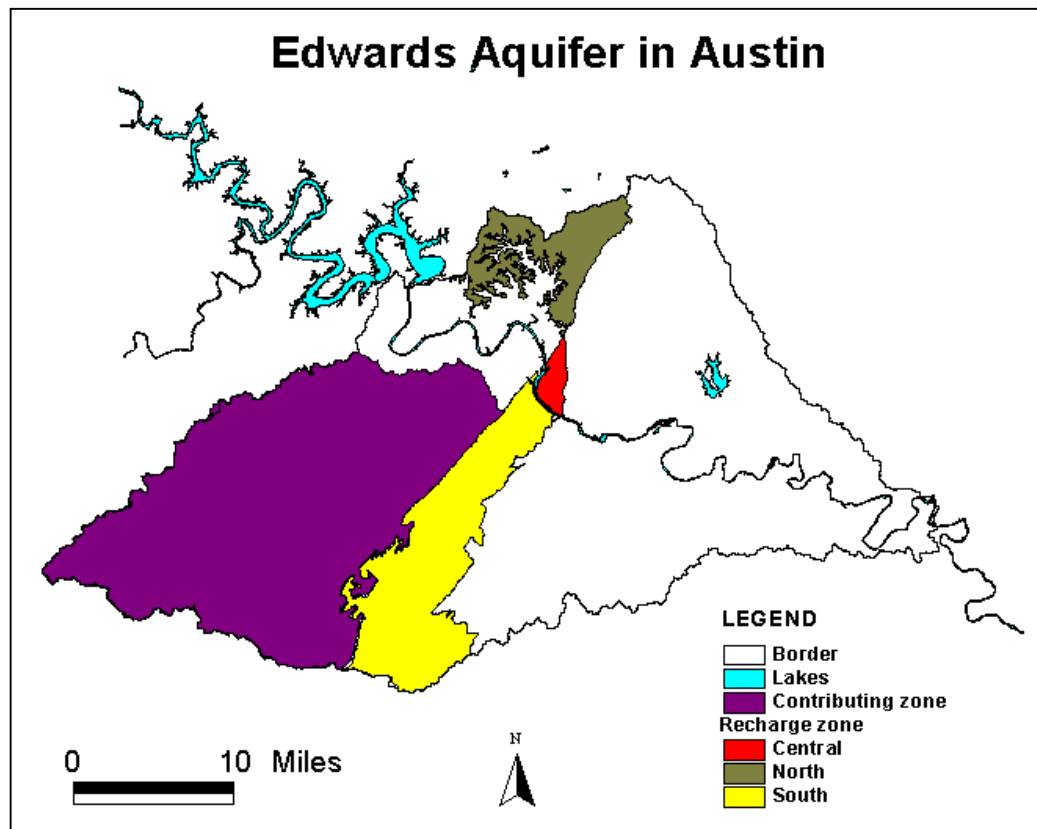 Edwards Aquifer in Austin
LEGEND
Border
Lakes
Contributing zone
Recharge zone
Central
North
South
0 10 Miles
N